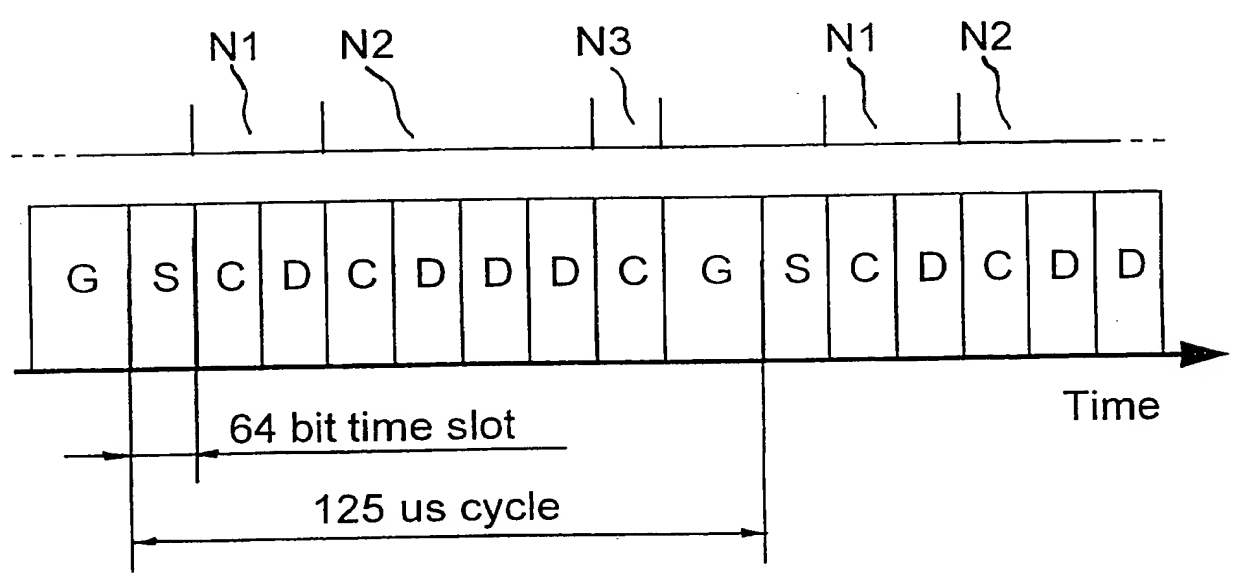 N1 N2 N3 N1 N2
G S C D C D D D C G S C D C D D
Time
64 bit time slot
125 us cycle